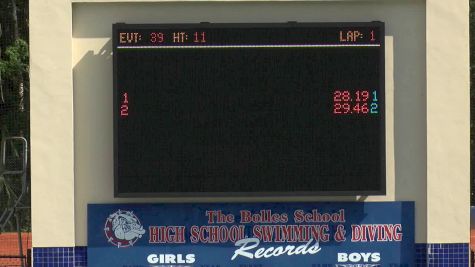 EVT: 39 HT: 11 LAP: 1
1 28.19 1
2 29.46 2
The Bolles School
HIGH SCHOOL SWIMMING & DIVING
Records
GIRLS BOYS